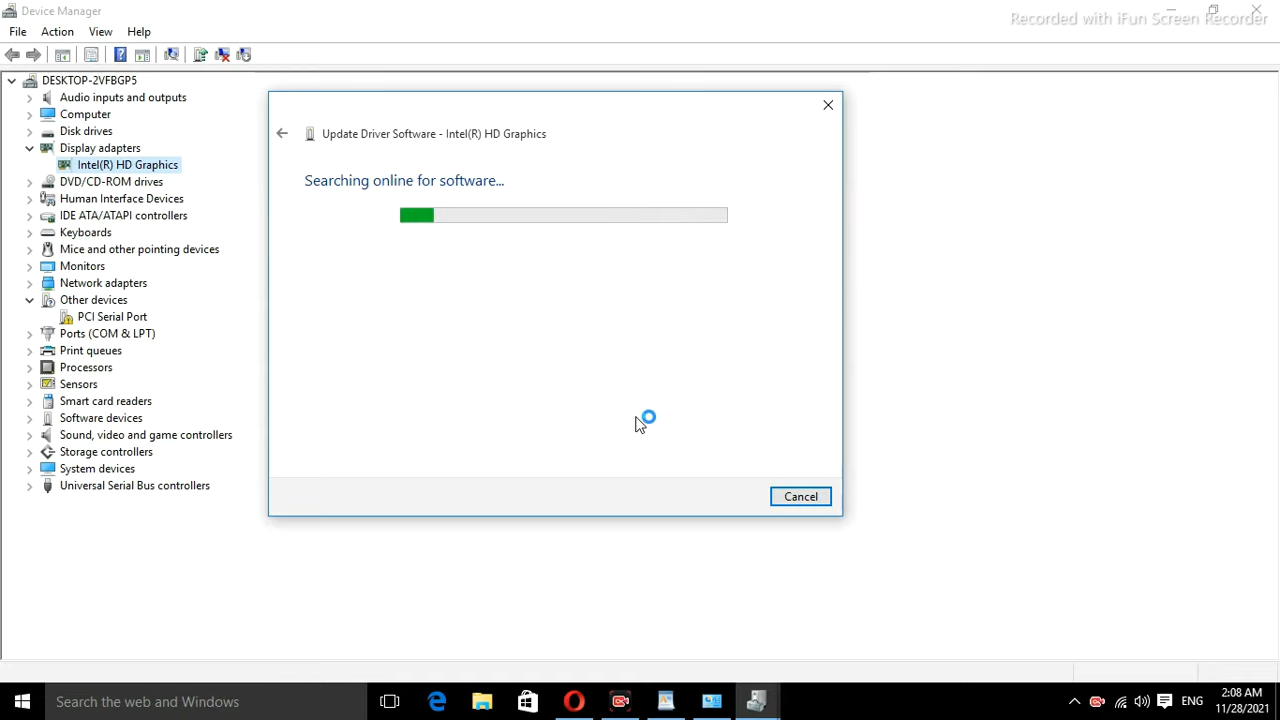 Device Manager
Recorded with iFun Screen Recorder
File Action View Help
DESKTOP-2VFBGP5
Audio inputs and outputs
Computer
Disk drives
Display adapters
Intel(R) HD Graphics
DVD/CD-ROM drives
Human Interface Devices
IDE ATA/ATAPI controllers
Keyboards
Mice and other pointing devices
Monitors
Network adapters
Other devices
PCI Serial Port
Ports (COM & LPT)
Print queues
Processors
Sensors
Smart card readers
Software devices
Sound, video and game controllers
Storage controllers
System devices
Universal Serial Bus controllers
Update Driver Software - Intel(R) HD Graphics
Searching online for software...
Cancel
Search the web and Windows
ENG
2:08 AM
11/28/2021